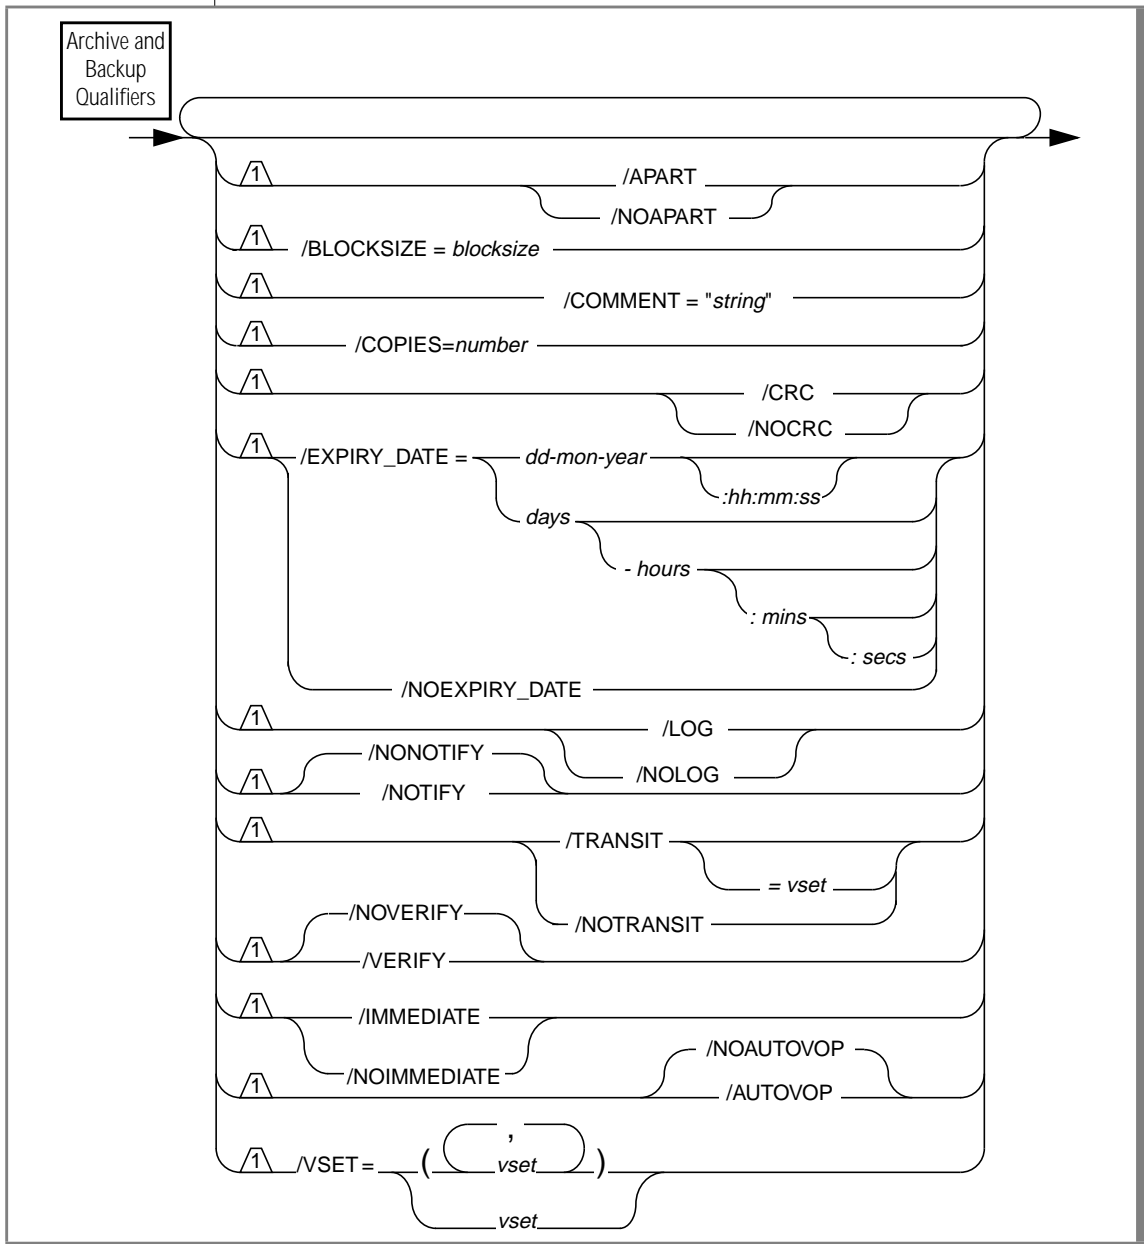 Archive and
Backup
Qualifiers
1 /APART
/NOAPART
1 /BLOCKSIZE = blocksize
1 /COMMENT = "string"
1 /COPIES=number
1 /CRC
/NOCRC
1 /EXPIRY_DATE = dd-mon-year
:hh:mm:ss
days
- hours
: mins
: secs
/NOEXPIRY_DATE
1 /LOG
/NOLOG
/NONOTIFY
1 /NOTIFY
1 /TRANSIT
= vset
/NOTRANSIT
/NOVERIFY
1 /VERIFY
1 /IMMEDIATE
/NOIMMEDIATE
/NOAUTOVOP
1 /AUTOVOP
,
1 /VSET = ( vset )
vset